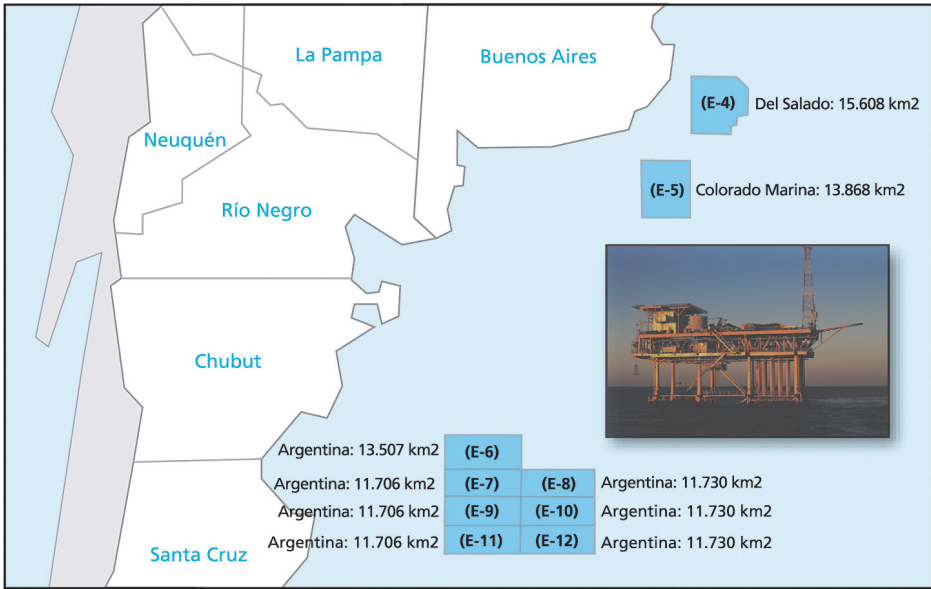 La Pampa
Buenos Aires
(E-4) Del Salado: 15.608 km2
Neuquén
(E-5) Colorado Marina: 13.868 km2
Río Negro
Chubut
Argentina: 13.507 km2 (E-6)
Argentina: 11.706 km2 (E-7) (E-8) Argentina: 11.730 km2
Argentina: 11.706 km2 (E-9) (E-10) Argentina: 11.730 km2
Argentina: 11.706 km2 (E-11) (E-12) Argentina: 11.730 km2
Santa Cruz